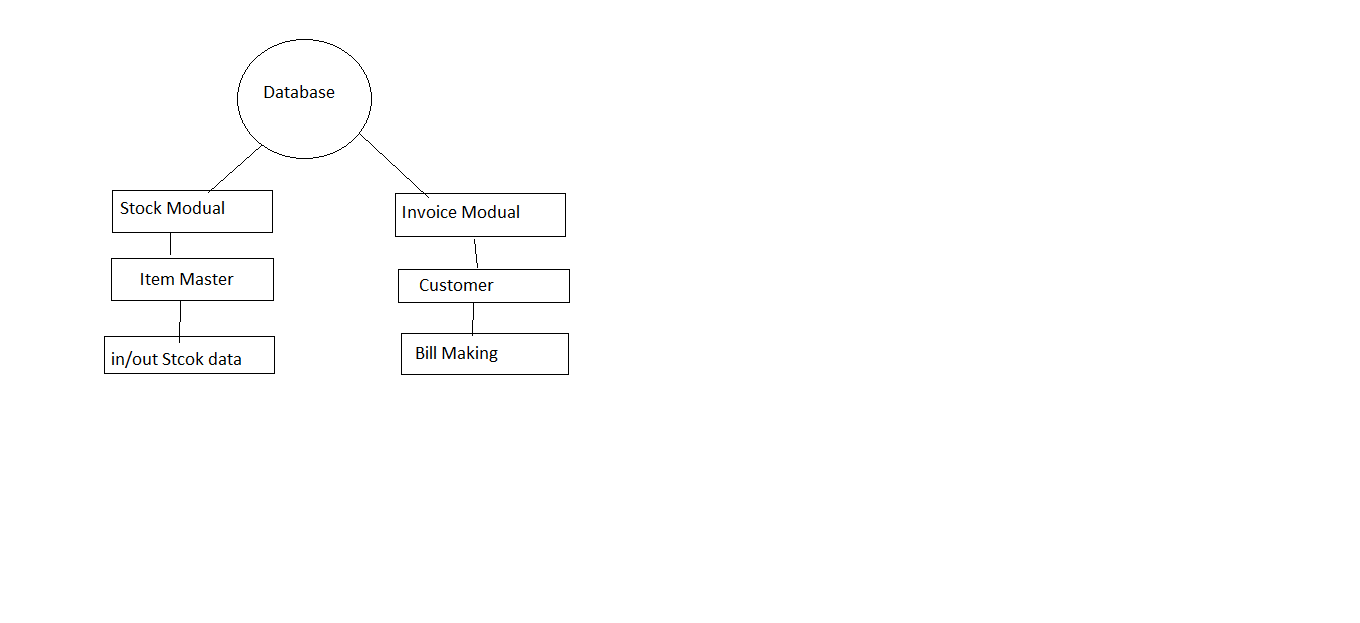 Database
Stock Modual
Invoice Modual
Item Master
Customer
in/out Stcok data
Bill Making